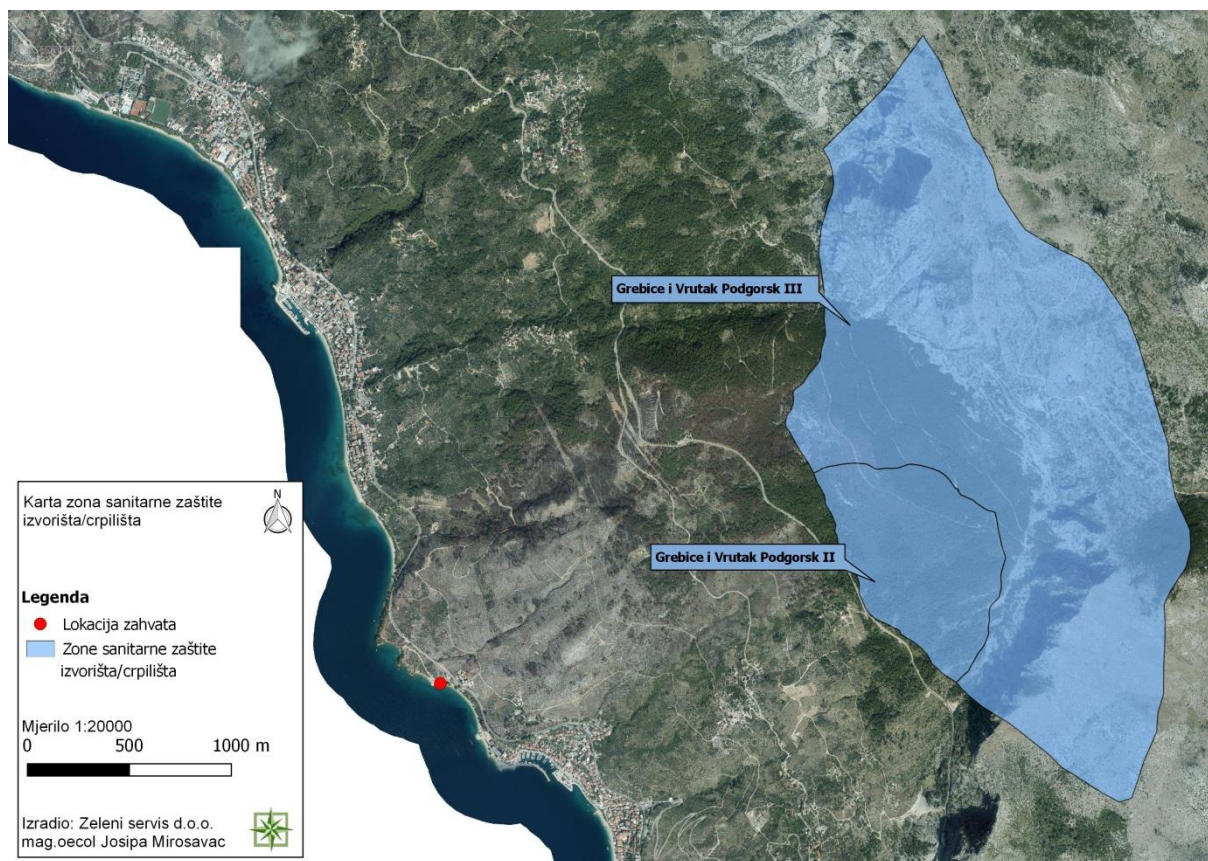 Grebice i Vrutak Podgorsk III
Grebice i Vrutak Podgorsk II
Karta zona sanitarne zaštite
izvorišta/crpilišta
N
Legenda
Lokacija zahvata
Zone sanitarne zaštite
izvorišta/crpilišta
Mjerilo 1:20000
0 500 1000 m
Izradio: Zeleni servis d.o.o.
mag.oecol Josipa Mirosavac